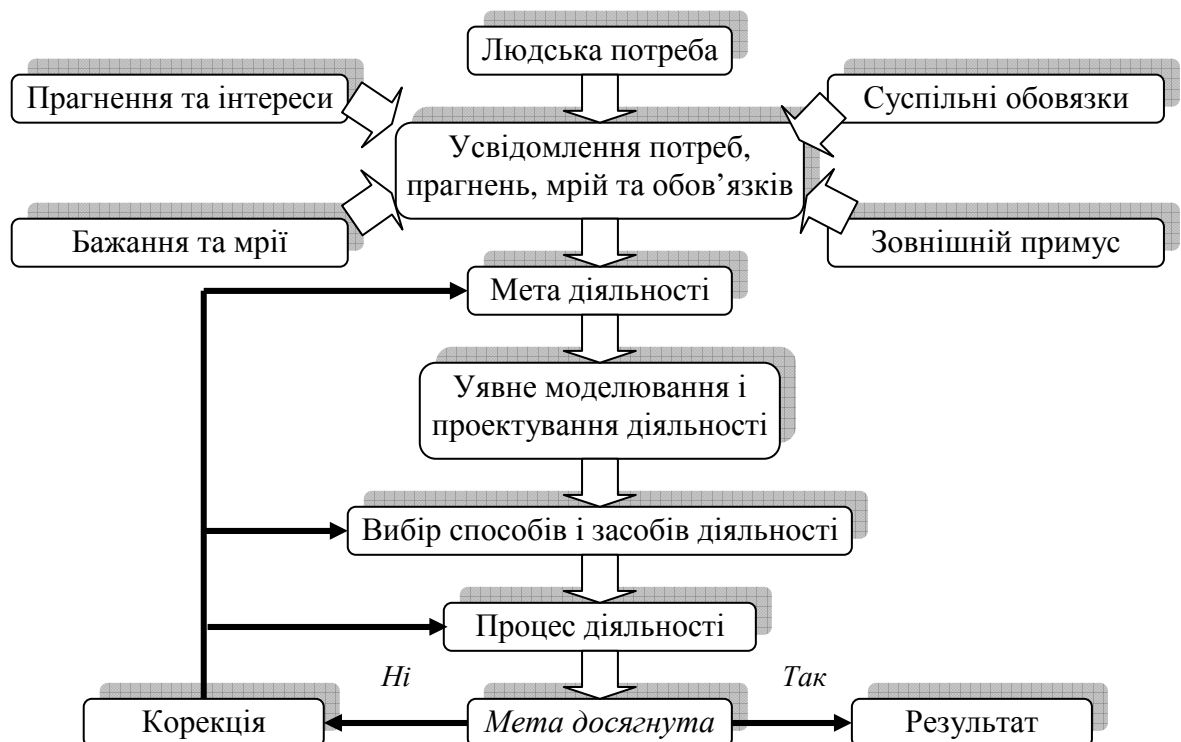 Людська потреба
Прагнення та інтереси
Суспільні обовязки
Усвідомлення потреб,
прагнень, мрій та обов’язків
Бажання та мрії
Зовнішній примус
Мета діяльності
Уявне моделювання і
проектування діяльності
Вибір способів і засобів діяльності
Процес діяльності
Ні
Так
Корекція
Мета досягнута
Результат